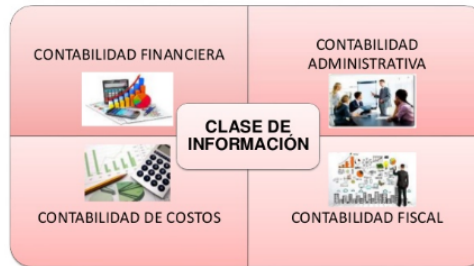 CONTABILIDAD FINANCIERA
CONTABILIDAD
ADMINISTRATIVA
CLASE DE
INFORMACIÓN
CONTABILIDAD DE COSTOS
CONTABILIDAD FISCAL